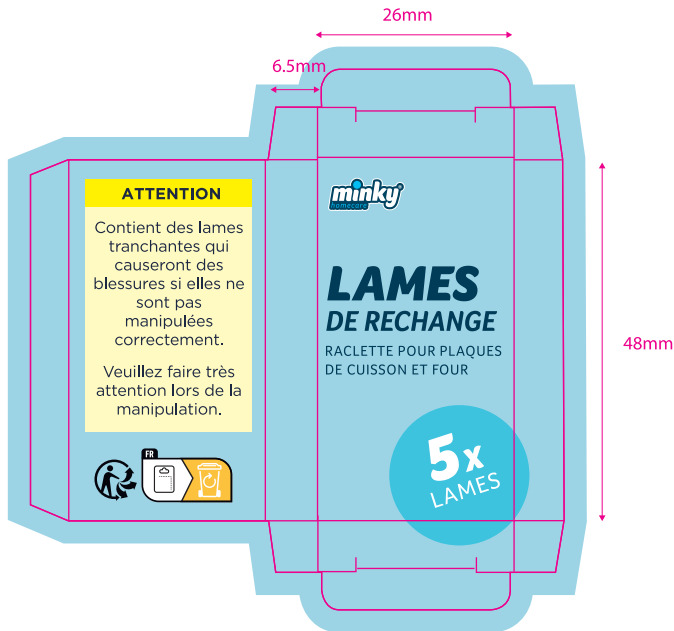 26mm
6.5mm
ATTENTION
Contient des lames
tranchantes qui
causeront des
blessures si elles ne
sont pas
manipulées
correctement.
Veuillez faire très
attention lors de la
manipulation.
FR
minky®
homecare
LAMES
DE RECHANGE
RACLETTE POUR PLAQUES
DE CUISSON ET FOUR
5x
LAMES
48mm